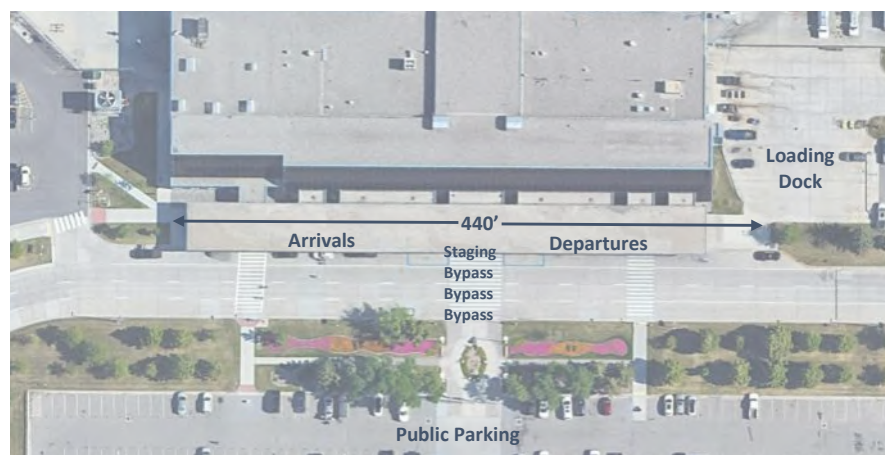 Loading
Dock
440’
Arrivals
Departures
Staging
Bypass
Bypass
Bypass
Public Parking